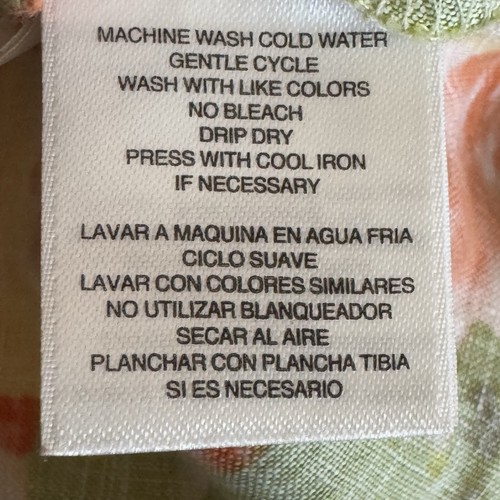 MACHINE WASH COLD WATER
GENTLE CYCLE
WASH WITH LIKE COLORS
NO BLEACH
DRIP DRY
PRESS WITH COOL IRON
IF NECESSARY
LAVAR A MAQUINA EN AGUA FRIA
CICLO SUAVE
LAVAR CON COLORES SIMILARES
NO UTILIZAR BLANQUEADOR
SECAR AL AIRE
PLANCHAR CON PLANCHA TIBIA
SI ES NECESARIO